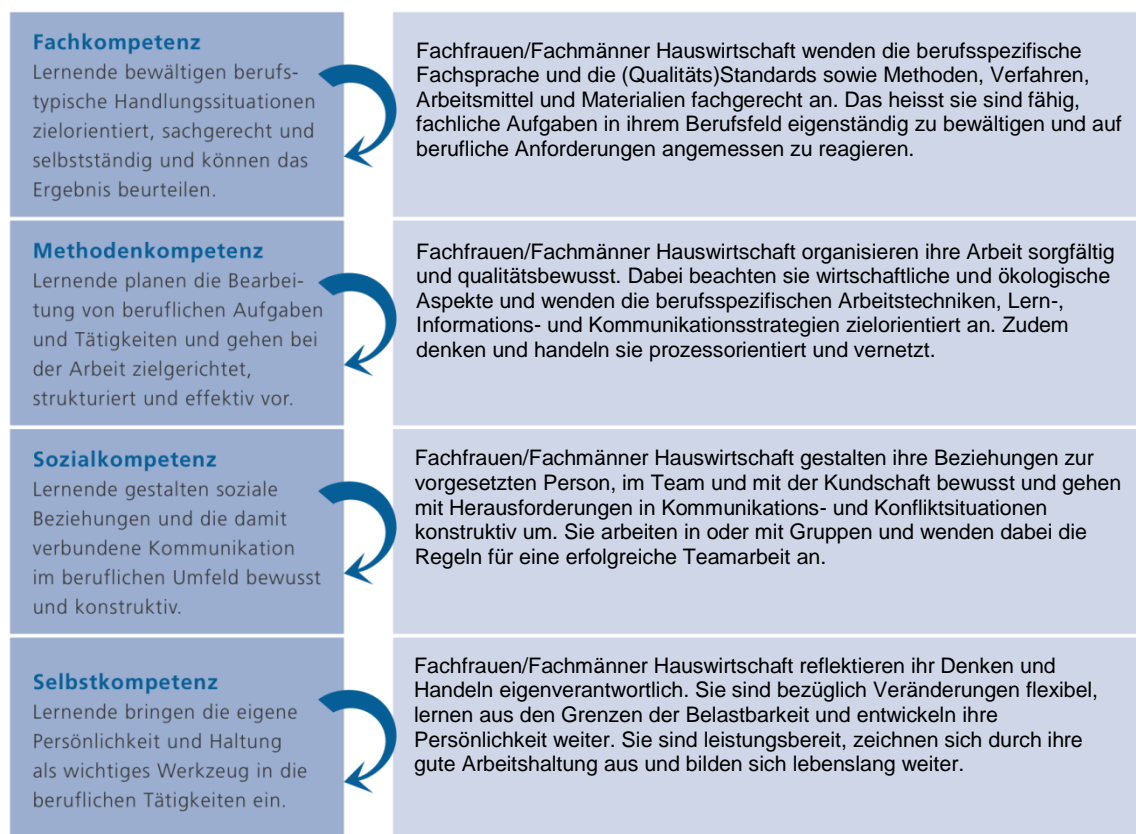 Fachkompetenz
Lernende bewältigen berufs-
typische Handlungssituationen
zielorientiert, sachgerecht und
selbstständig und können das
Ergebnis beurteilen.
Fachfrauen/Fachmänner Hauswirtschaft wenden die berufsspezifische
Fachsprache und die (Qualitäts)Standards sowie Methoden, Verfahren,
Arbeitsmittel und Materialien fachgerecht an. Das heisst sie sind fähig,
fachliche Aufgaben in ihrem Berufsfeld eigenständig zu bewältigen und auf
berufliche Anforderungen angemessen zu reagieren.
Methodenkompetenz
Lernende planen die Bearbei-
tung von beruflichen Aufgaben
und Tätigkeiten und gehen bei
der Arbeit zielgerichtet,
strukturiert und effektiv vor.
Fachfrauen/Fachmänner Hauswirtschaft organisieren ihre Arbeit sorgfältig
und qualitätsbewusst. Dabei beachten sie wirtschaftliche und ökologische
Aspekte und wenden die berufsspezifischen Arbeitstechniken, Lern-,
Informations- und Kommunikationsstrategien zielorientiert an. Zudem
denken und handeln sie prozessorientiert und vernetzt.
Sozialkompetenz
Lernende gestalten soziale
Beziehungen und die damit
verbundene Kommunikation
im beruflichen Umfeld bewusst
und konstruktiv.
Fachfrauen/Fachmänner Hauswirtschaft gestalten ihre Beziehungen zur
vorgesetzten Person, im Team und mit der Kundschaft bewusst und gehen
mit Herausforderungen in Kommunikations- und Konfliktsituationen
konstruktiv um. Sie arbeiten in oder mit Gruppen und wenden dabei die
Regeln für eine erfolgreiche Teamarbeit an.
Selbstkompetenz
Lernende bringen die eigene
Persönlichkeit und Haltung
als wichtiges Werkzeug in die
beruflichen Tätigkeiten ein.
Fachfrauen/Fachmänner Hauswirtschaft reflektieren ihr Denken und
Handeln eigenverantwortlich. Sie sind bezüglich Veränderungen flexibel,
lernen aus den Grenzen der Belastbarkeit und entwickeln ihre
Persönlichkeit weiter. Sie sind leistungsbereit, zeichnen sich durch ihre
gute Arbeitshaltung aus und bilden sich lebenslang weiter.